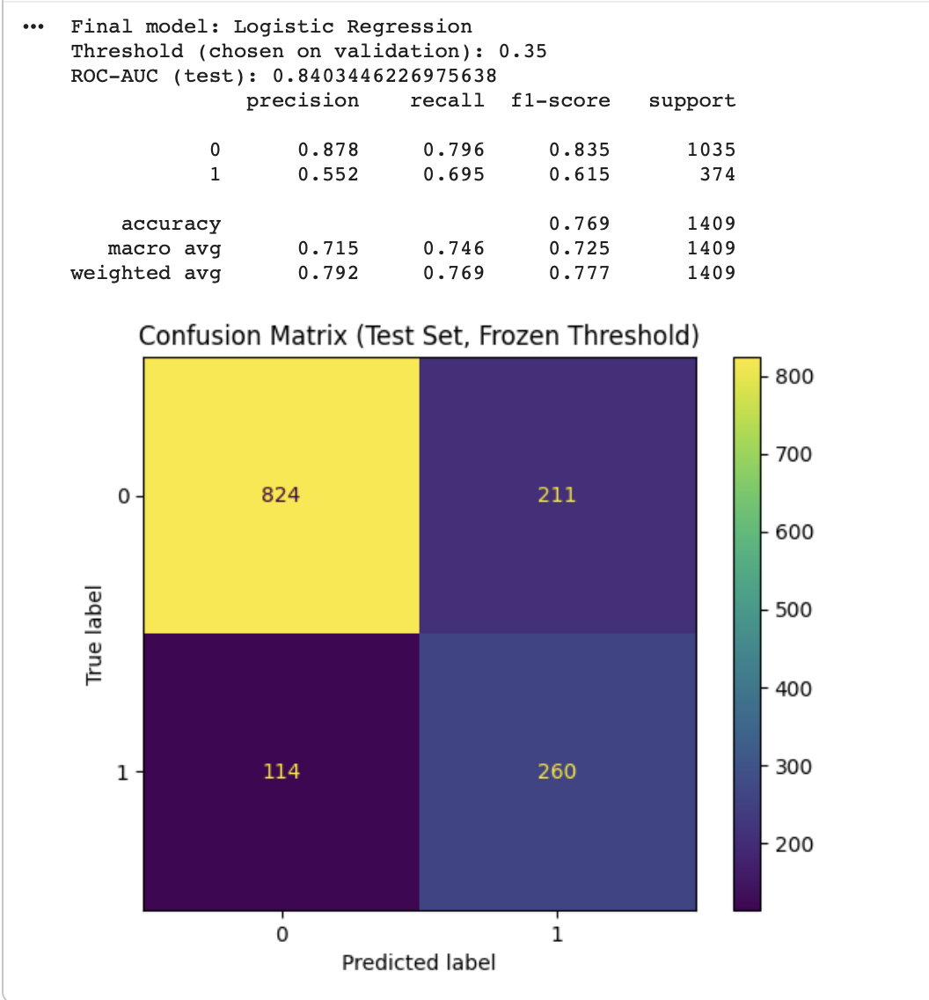 Final model: Logistic Regression
Threshold (chosen on validation): 0.35
ROC-AUC (test): 0.8403446226975638
precision recall f1-score support
0 0.878 0.796 0.835 1035
1 0.552 0.695 0.615 374
accuracy 0.769 1409
macro avg 0.715 0.746 0.725 1409
weighted avg 0.792 0.769 0.777 1409
Confusion Matrix (Test Set, Frozen Threshold)
800
700
600
500
400
300
200
True label
0
824 211
1
114 260
0 1
Predicted label